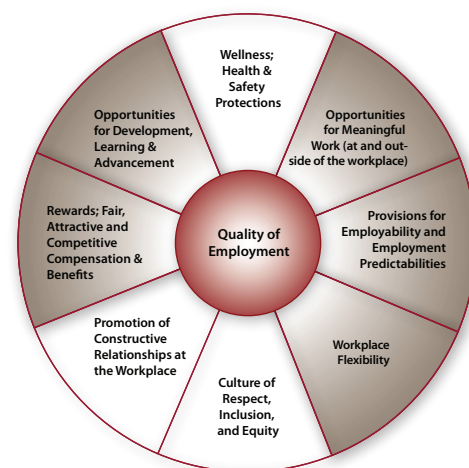 Wellness;
Health &
Safety
Protections
Opportunities
for Meaningful
Work (at and out-
side of the workplace)
Provisions for
Employability and
Employment
Predictabilities
Workplace
Flexibility
Culture of
Respect,
Inclusion,
and Equity
Promotion of
Constructive
Relationships at
the Workplace
Rewards; Fair,
Attractive and
Competitive
Compensation &
Benefits
Opportunities
for Development,
Learning &
Advancement
Quality of
Employment